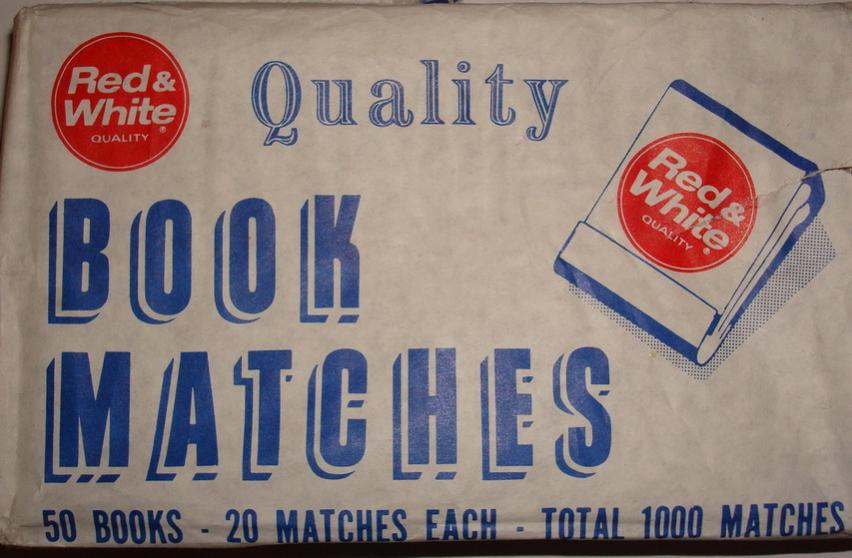 Red &
White®
QUALITY
Quality
Red &
White®
QUALITY
BOOK
MATCHES
50 BOOKS - 20 MATCHES EACH - TOTAL 1000 MATCHES